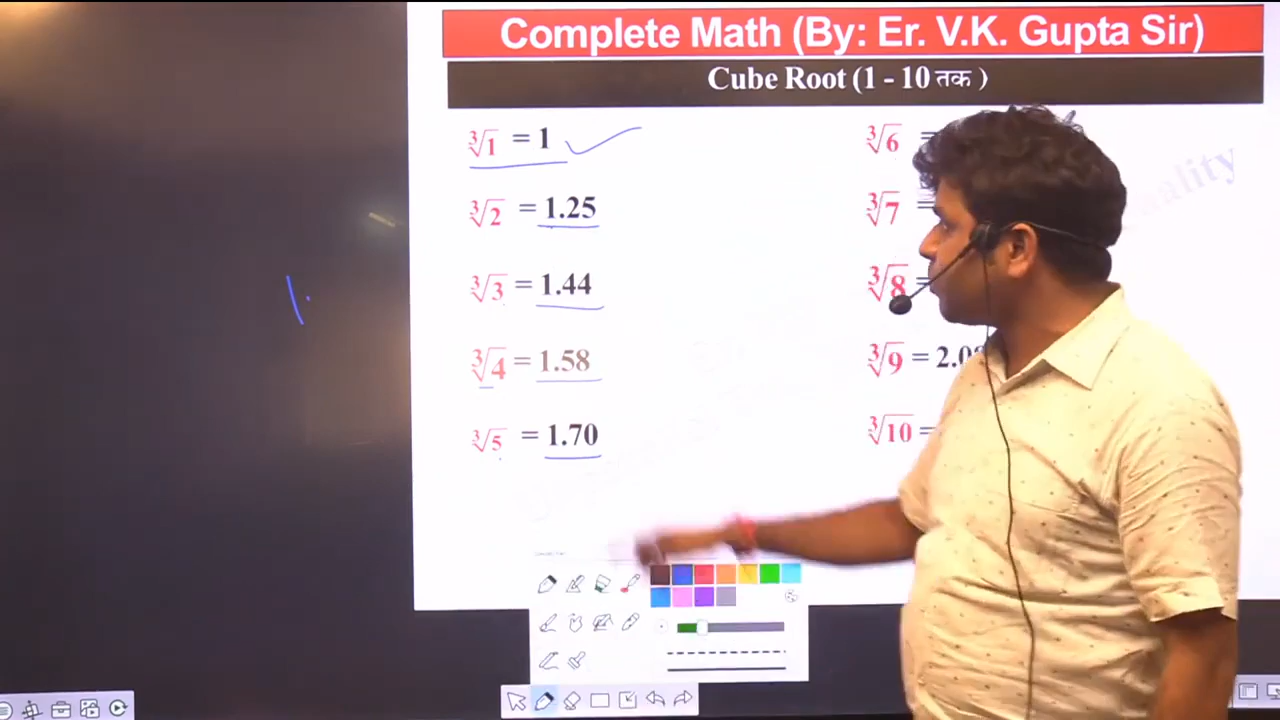 Complete Math (By: Er. V.K. Gupta Sir)
Cube Root (1 - 10 तक )
∛1 = 1
∛2 = 1.25
∛3 = 1.44
∛4 = 1.58
∛5 = 1.70
∛6 =
∛7 =
∛8 =
∛9 = 2.0
∛10 =
ality